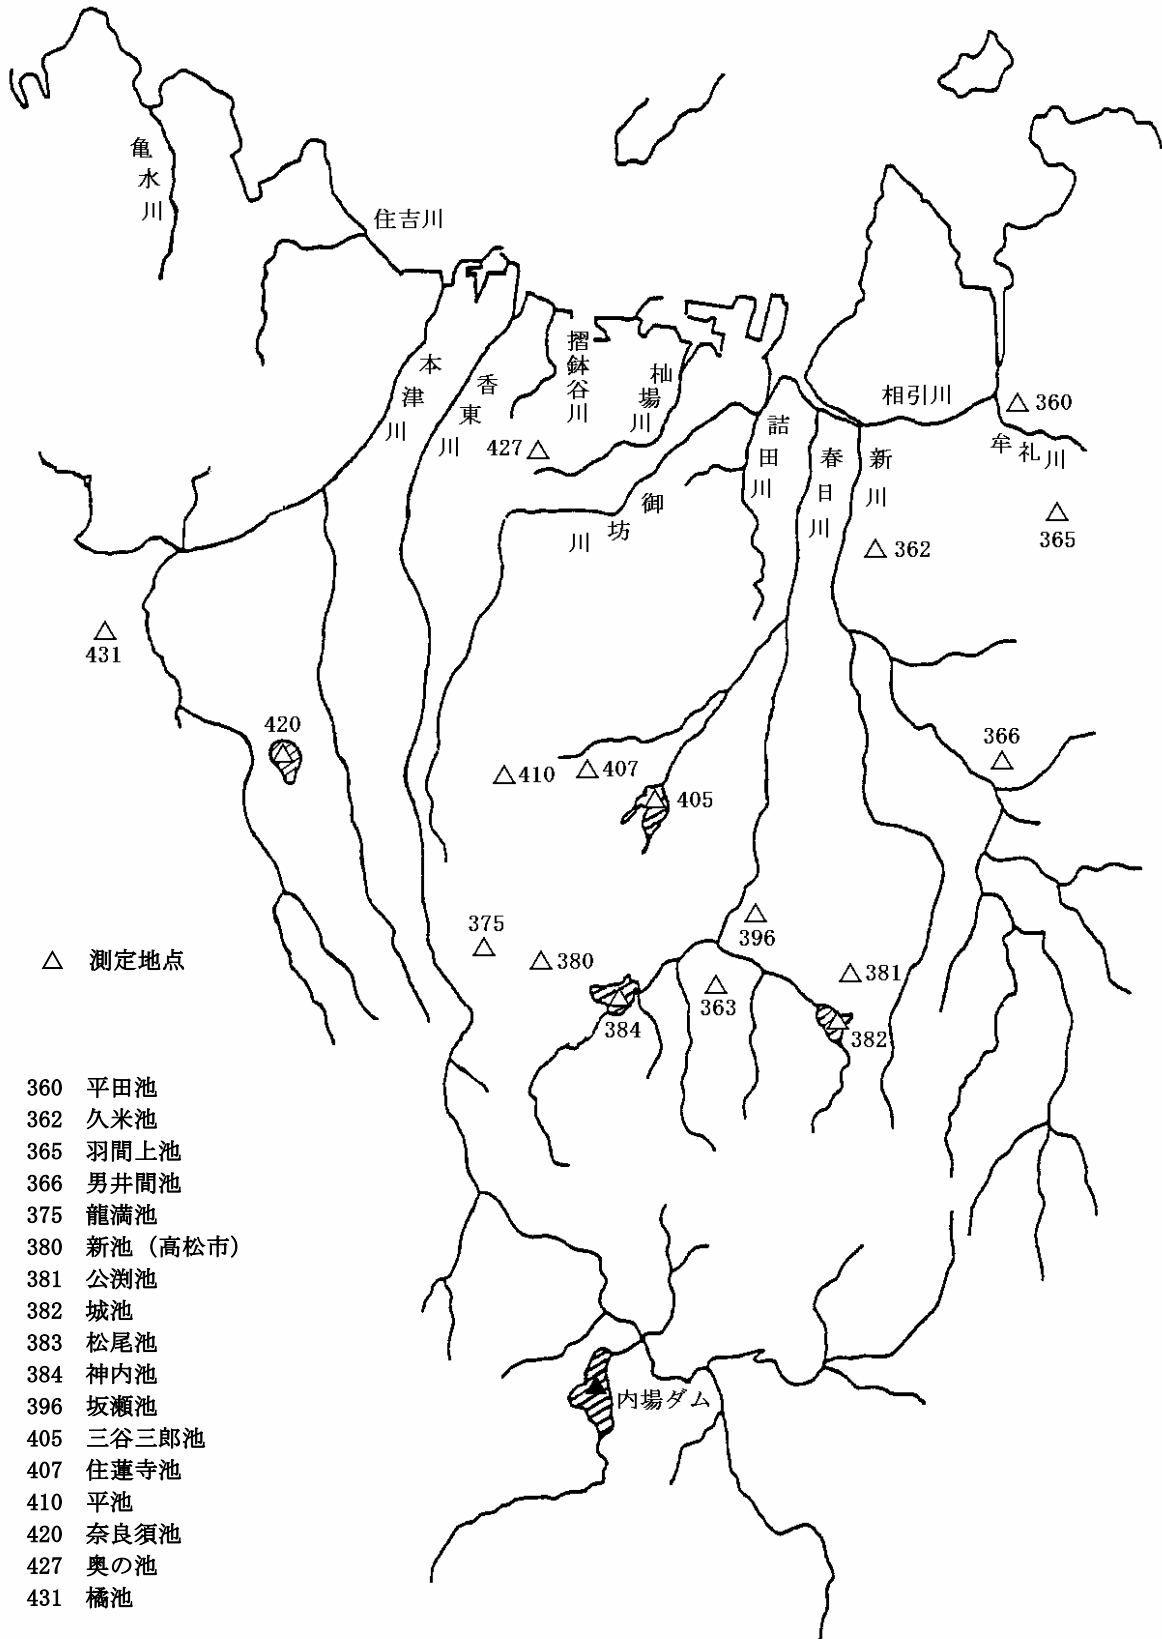 亀水川
住吉川
本津川
香東川
摺鉢谷川
杣場川
御坊川
詰田川
春日川
新川
相引川
牟礼川
360
427
365
362
431
420
366
410
407
405
375
380
396
381
363
384
382
△ 測定地点
内場ダム
360 平田池
362 久米池
365 羽間上池
366 男井間池
375 龍満池
380 新池（高松市）
381 公渕池
382 城池
383 松尾池
384 神内池
396 坂瀬池
405 三谷三郎池
407 住蓮寺池
410 平池
420 奈良須池
427 奥の池
431 橘池